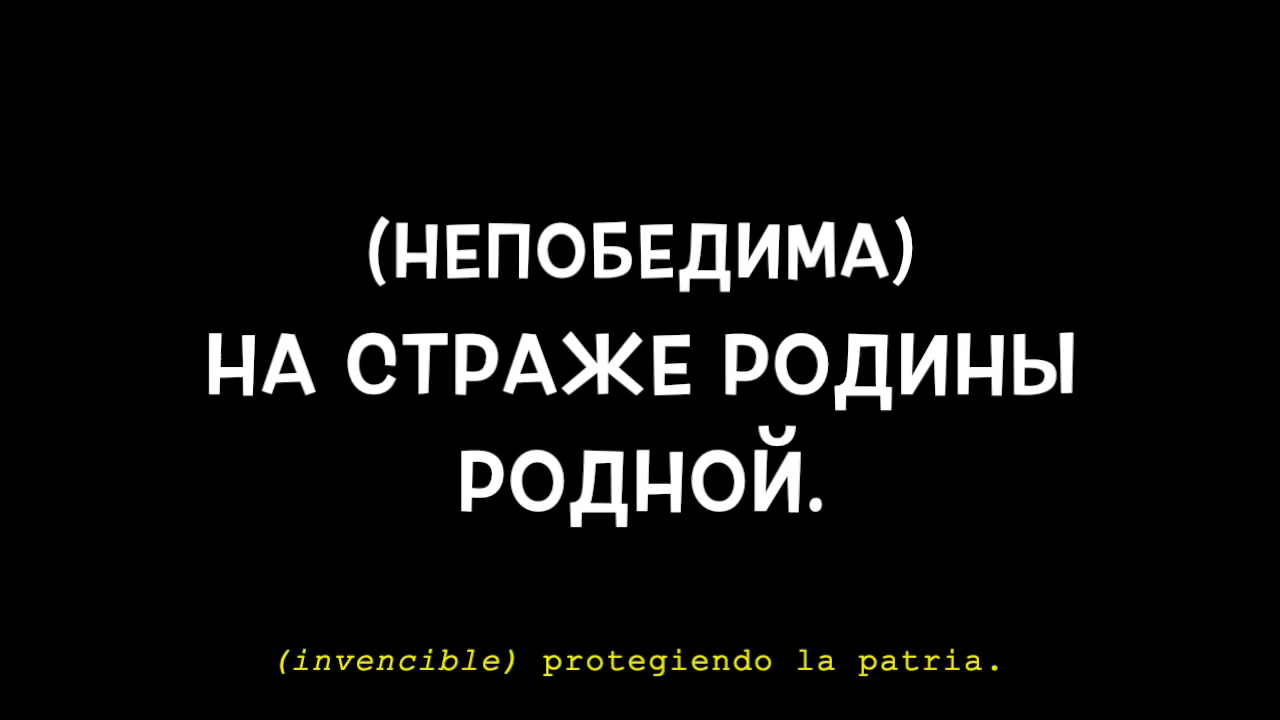 (НЕПОБЕДИМА)
НА СТРАЖЕ РОДИНЫ
РОДНОЙ.
(invencible) protegiendo la patria.